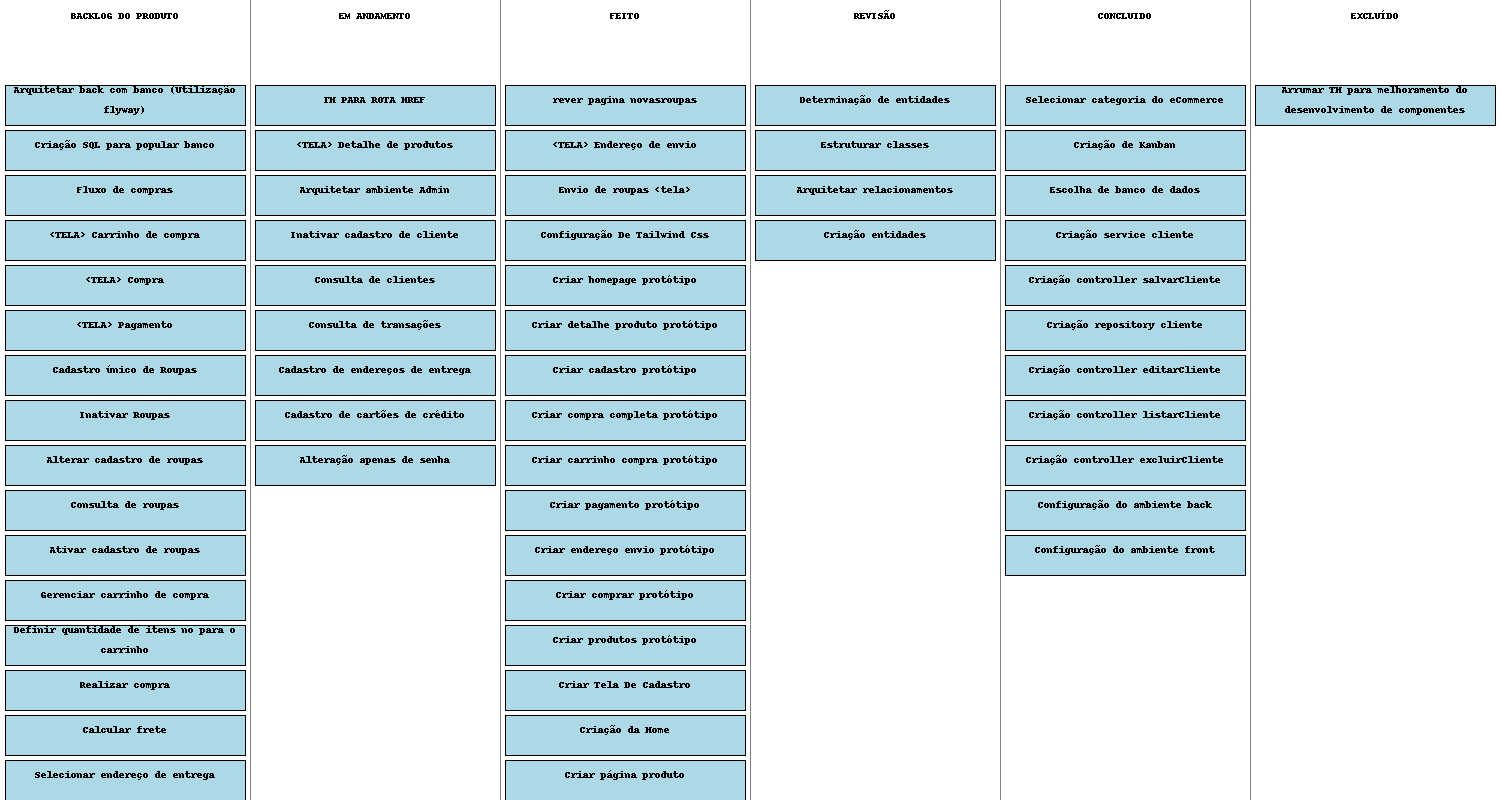 BACKLOG DO PRODUTO
Arquitetar back com banco (Utilização
flyway)
Criação SQL para popular banco
Fluxo de compras
<TELA> Carrinho de compra
<TELA> Compra
<TELA> Pagamento
Cadastro único de Roupas
Inativar Roupas
Alterar cadastro de roupas
Consulta de roupas
Ativar cadastro de roupas
Gerenciar carrinho de compra
Definir quantidade de itens no para o
carrinho
Realizar compra
Calcular frete
Selecionar endereço de entrega
EM ANDAMENTO
TH PARA ROTA HREF
<TELA> Detalhe de produtos
Arquitetar ambiente Admin
Inativar cadastro de cliente
Consulta de clientes
Consulta de transações
Cadastro de endereços de entrega
Cadastro de cartões de crédito
Alteração apenas de senha
FEITO
rever pagina novasroupas
<TELA> Endereço de envio
Envio de roupas <tela>
Configuração De Tailwind Css
Criar homepage protótipo
Criar detalhe produto protótipo
Criar cadastro protótipo
Criar compra completa protótipo
Criar carrinho compra protótipo
Criar pagamento protótipo
Criar endereço envio protótipo
Criar comprar protótipo
Criar produtos protótipo
Criar Tela De Cadastro
Criação da Home
Criar página produto
REVISÃO
Determinação de entidades
Estruturar classes
Arquitetar relacionamentos
Criação entidades
CONCLUIDO
Selecionar categoria do eCommerce
Criação de Kanban
Escolha de banco de dados
Criação service cliente
Criação controller salvarCliente
Criação repository cliente
Criação controller editarCliente
Criação controller listarCliente
Criação controller excluirCliente
Configuração do ambiente back
Configuração do ambiente front
EXCLUÍDO
Arrumar TH para melhoramento do
desenvolvimento de componentes